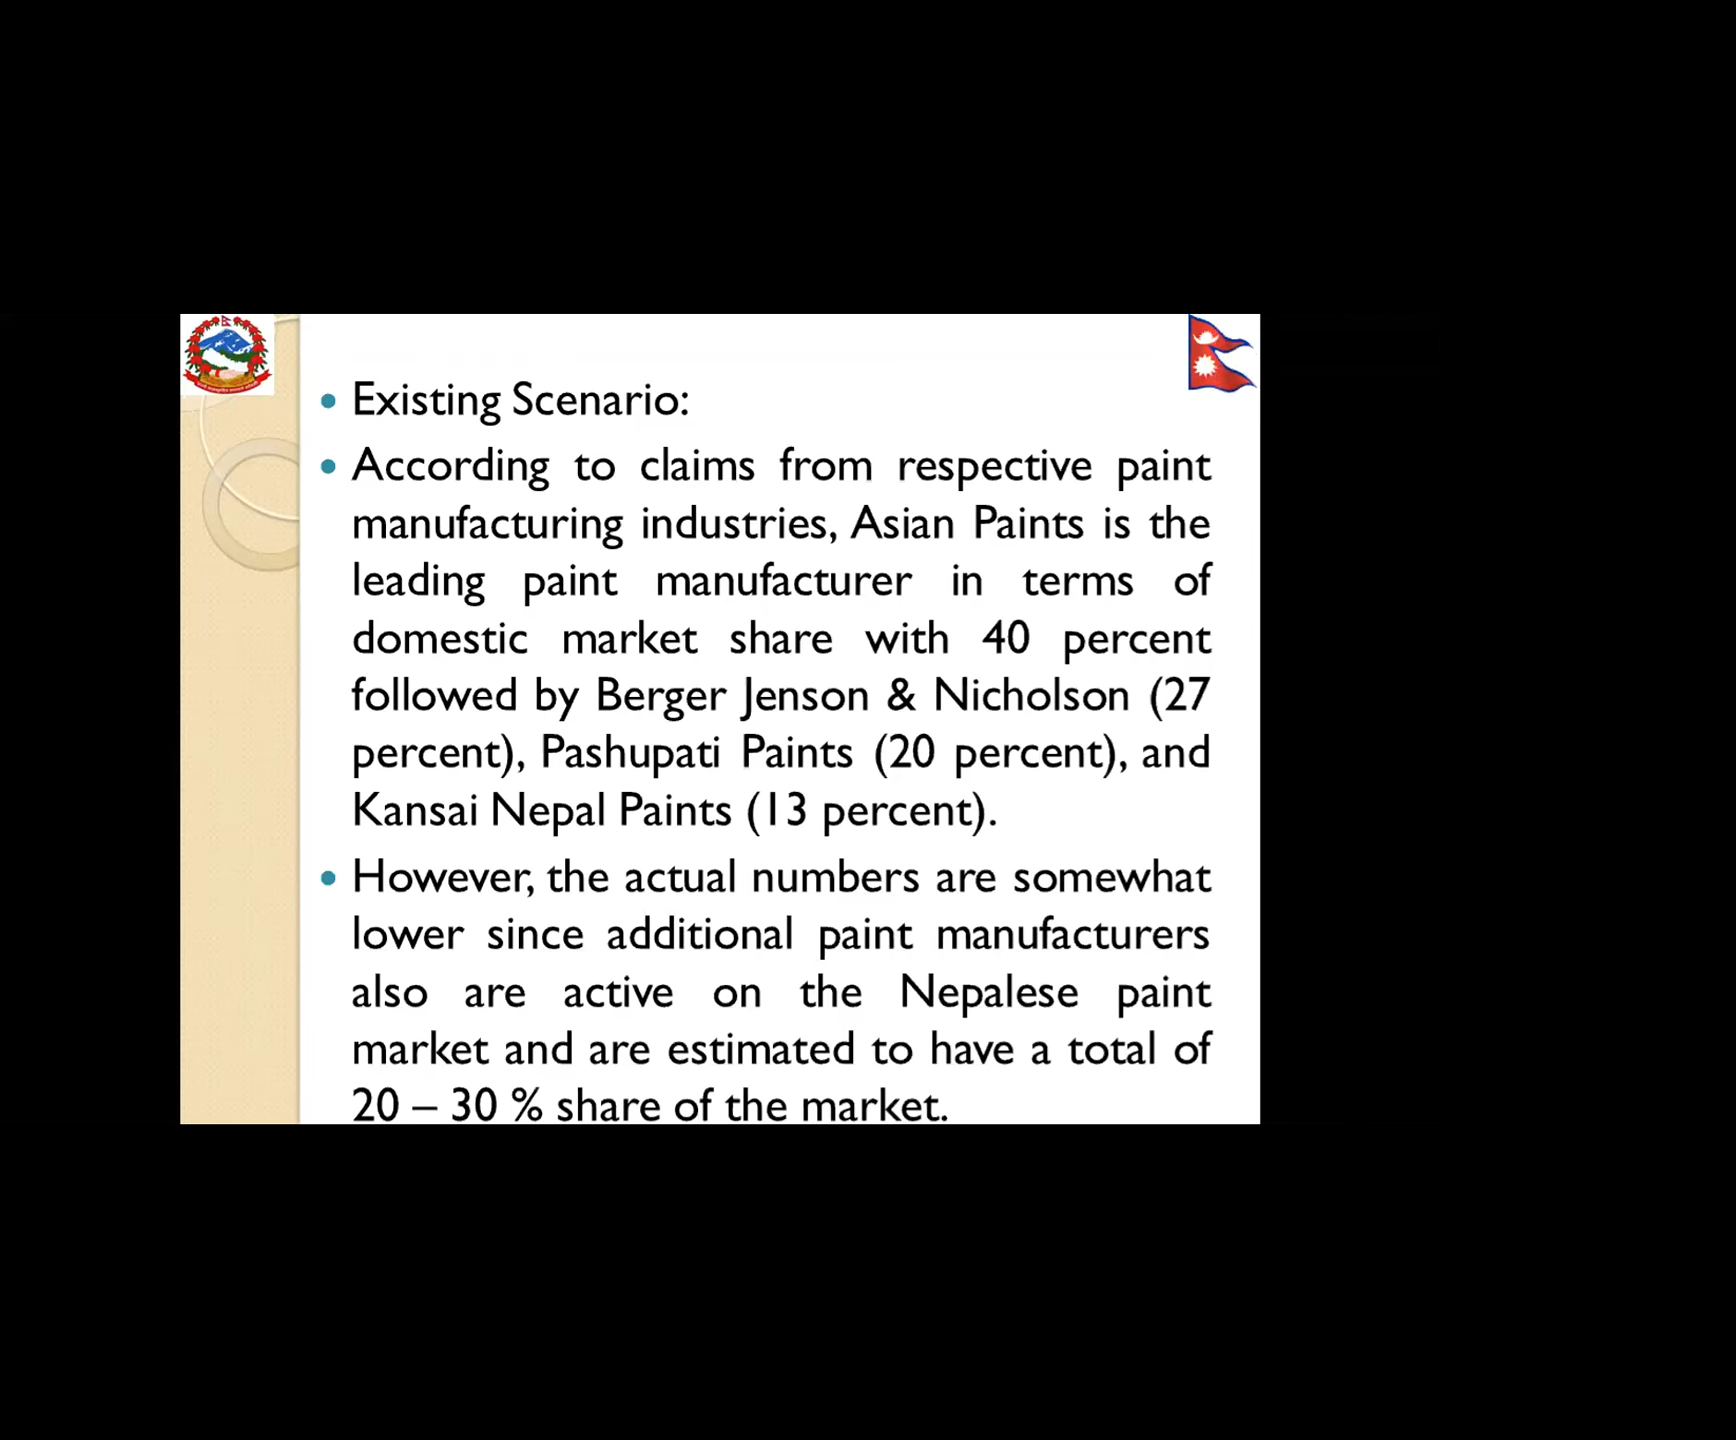 Existing Scenario:
According to claims from respective paint
manufacturing industries, Asian Paints is the
leading paint manufacturer in terms of
domestic market share with 40 percent
followed by Berger Jenson & Nicholson (27
percent), Pashupati Paints (20 percent), and
Kansai Nepal Paints (13 percent).
However, the actual numbers are somewhat
lower since additional paint manufacturers
also are active on the Nepalese paint
market and are estimated to have a total of
20 – 30 % share of the market.